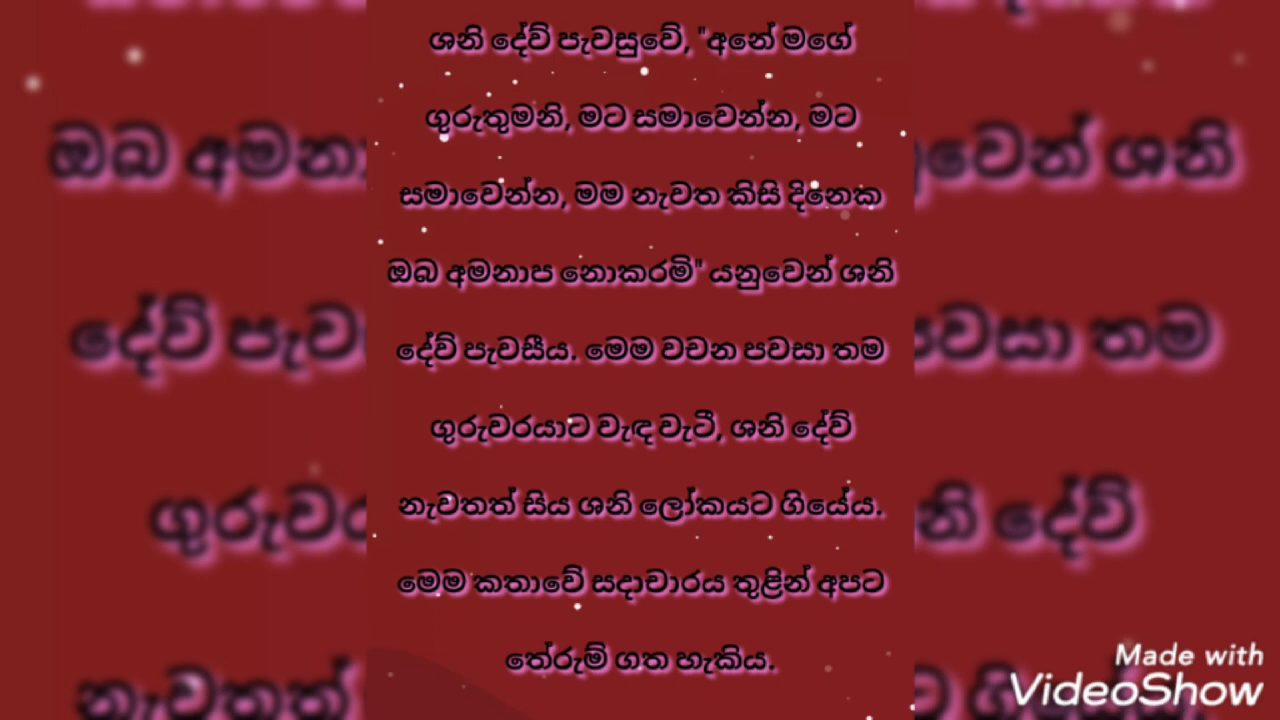 ශනි දේව් පැවසුවේ, "අනේ මගේ
ගුරුතුමනි, මට සමාවෙන්න, මට
සමාවෙන්න, මම නැවත කිසි දිනෙක
ඔබ අමනාප නොකරමි" යනුවෙන් ශනි
දේව් පැවසීය. මෙම වචන පවසා තම
ගුරුවරයාට වැඳ වැටී, ශනි දේව්
නැවතත් සිය ශනි ලෝකයට ගියේය.
මෙම කතාවේ සදාචාරය තුළින් අපට
තේරුම් ගත හැකිය.
Made with
VideoShow